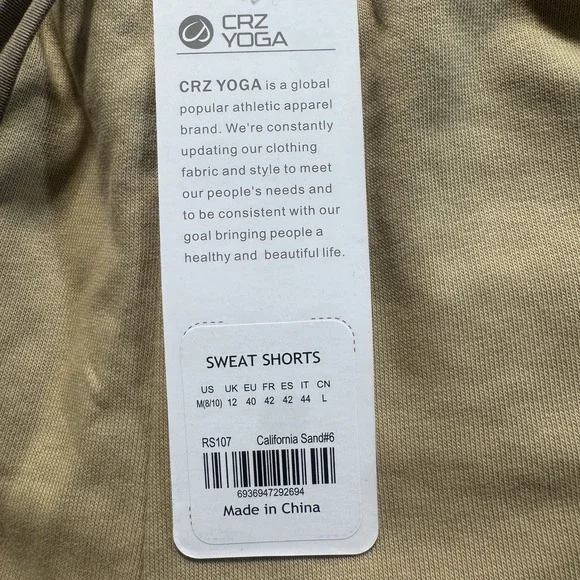 CRZ
YOGA
CRZ YOGA is a global
popular athletic apparel
brand. We're constantly
updating our clothing
fabric and style to meet
our people's needs and
to be consistent with our
goal bringing people a
healthy and beautiful life.
SWEAT SHORTS
US UK EU FR ES IT CN
M(8/10) 12 40 42 42 44 L
RS107 California Sand#6
6936947292694
Made in China